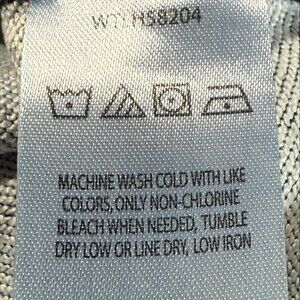 HS8204
MACHINE WASH COLD WITH LIKE
COLORS, ONLY NON-CHLORINE
BLEACH WHEN NEEDED, TUMBLE
DRY LOW OR LINE DRY, LOW IRON